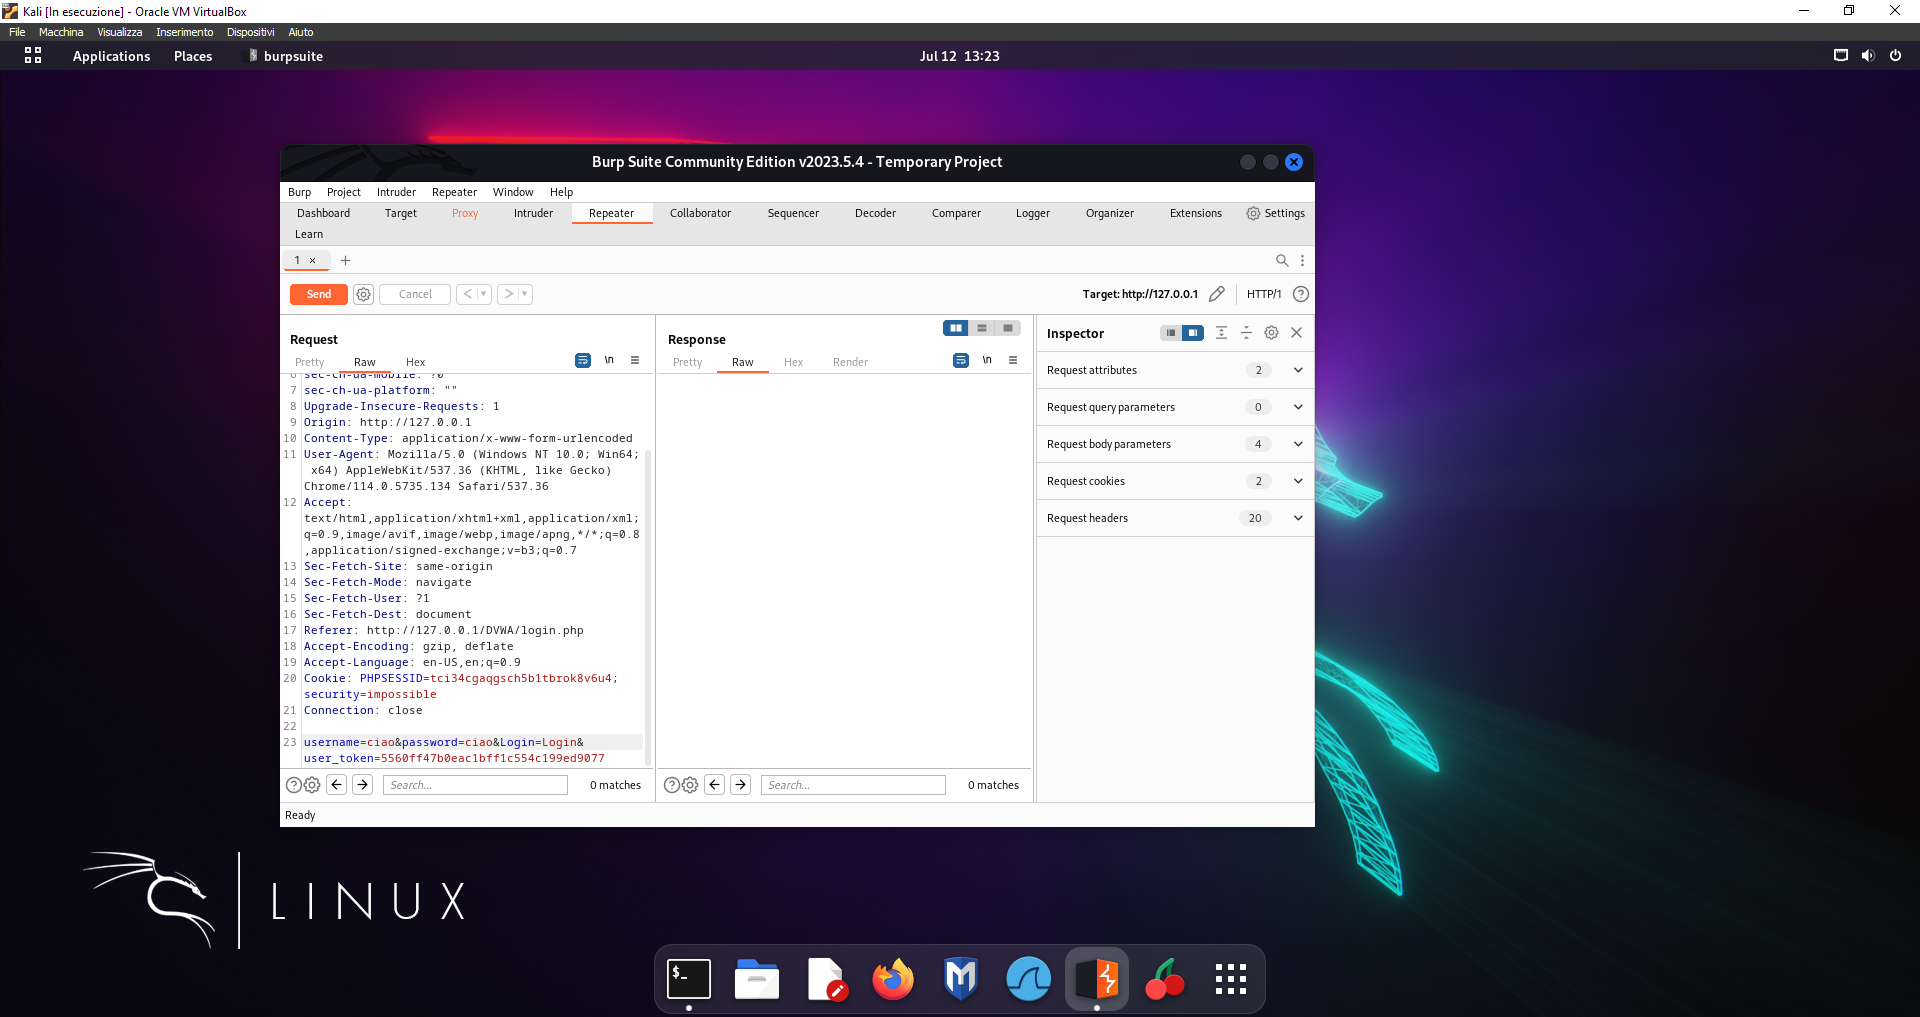 Kali [In esecuzione] - Oracle VM VirtualBox
File Macchina Visualizza Inserimento Dispositivi Aiuto
Applications Places burpsuite Jul 12 13:23
Burp Suite Community Edition v2023.5.4 - Temporary Project
Burp Project Intruder Repeater Window Help
Dashboard Target Proxy Intruder Repeater Collaborator Sequencer Decoder Comparer Logger Organizer Extensions Settings
Learn
1 × +
Send Cancel < > Target: http://127.0.0.1 HTTP/1 ?
Request
Pretty Raw Hex \n
6 sec-ch-ua-mobile: ?0
7 sec-ch-ua-platform: ""
8 Upgrade-Insecure-Requests: 1
9 Origin: http://127.0.0.1
10 Content-Type: application/x-www-form-urlencoded
11 User-Agent: Mozilla/5.0 (Windows NT 10.0; Win64;
x64) AppleWebKit/537.36 (KHTML, like Gecko)
Chrome/114.0.5735.134 Safari/537.36
12 Accept:
text/html,application/xhtml+xml,application/xml;
q=0.9,image/avif,image/webp,image/apng,*/*;q=0.8
,application/signed-exchange;v=b3;q=0.7
13 Sec-Fetch-Site: same-origin
14 Sec-Fetch-Mode: navigate
15 Sec-Fetch-User: ?1
16 Sec-Fetch-Dest: document
17 Referer: http://127.0.0.1/DVWA/login.php
18 Accept-Encoding: gzip, deflate
19 Accept-Language: en-US,en;q=0.9
20 Cookie: PHPSESSID=tci34cgaqgsch5b1tbrok8v6u4;
security=impossible
21 Connection: close
22
23 username=ciao&password=ciao&Login=Login&
user_token=5560ff47b0eac1bff1c554c199ed9077
? Search... 0 matches
Response
Pretty Raw Hex Render \n
? Search... 0 matches
Inspector
Request attributes 2
Request query parameters 0
Request body parameters 4
Request cookies 2
Request headers 20
Ready
LINUX
$_